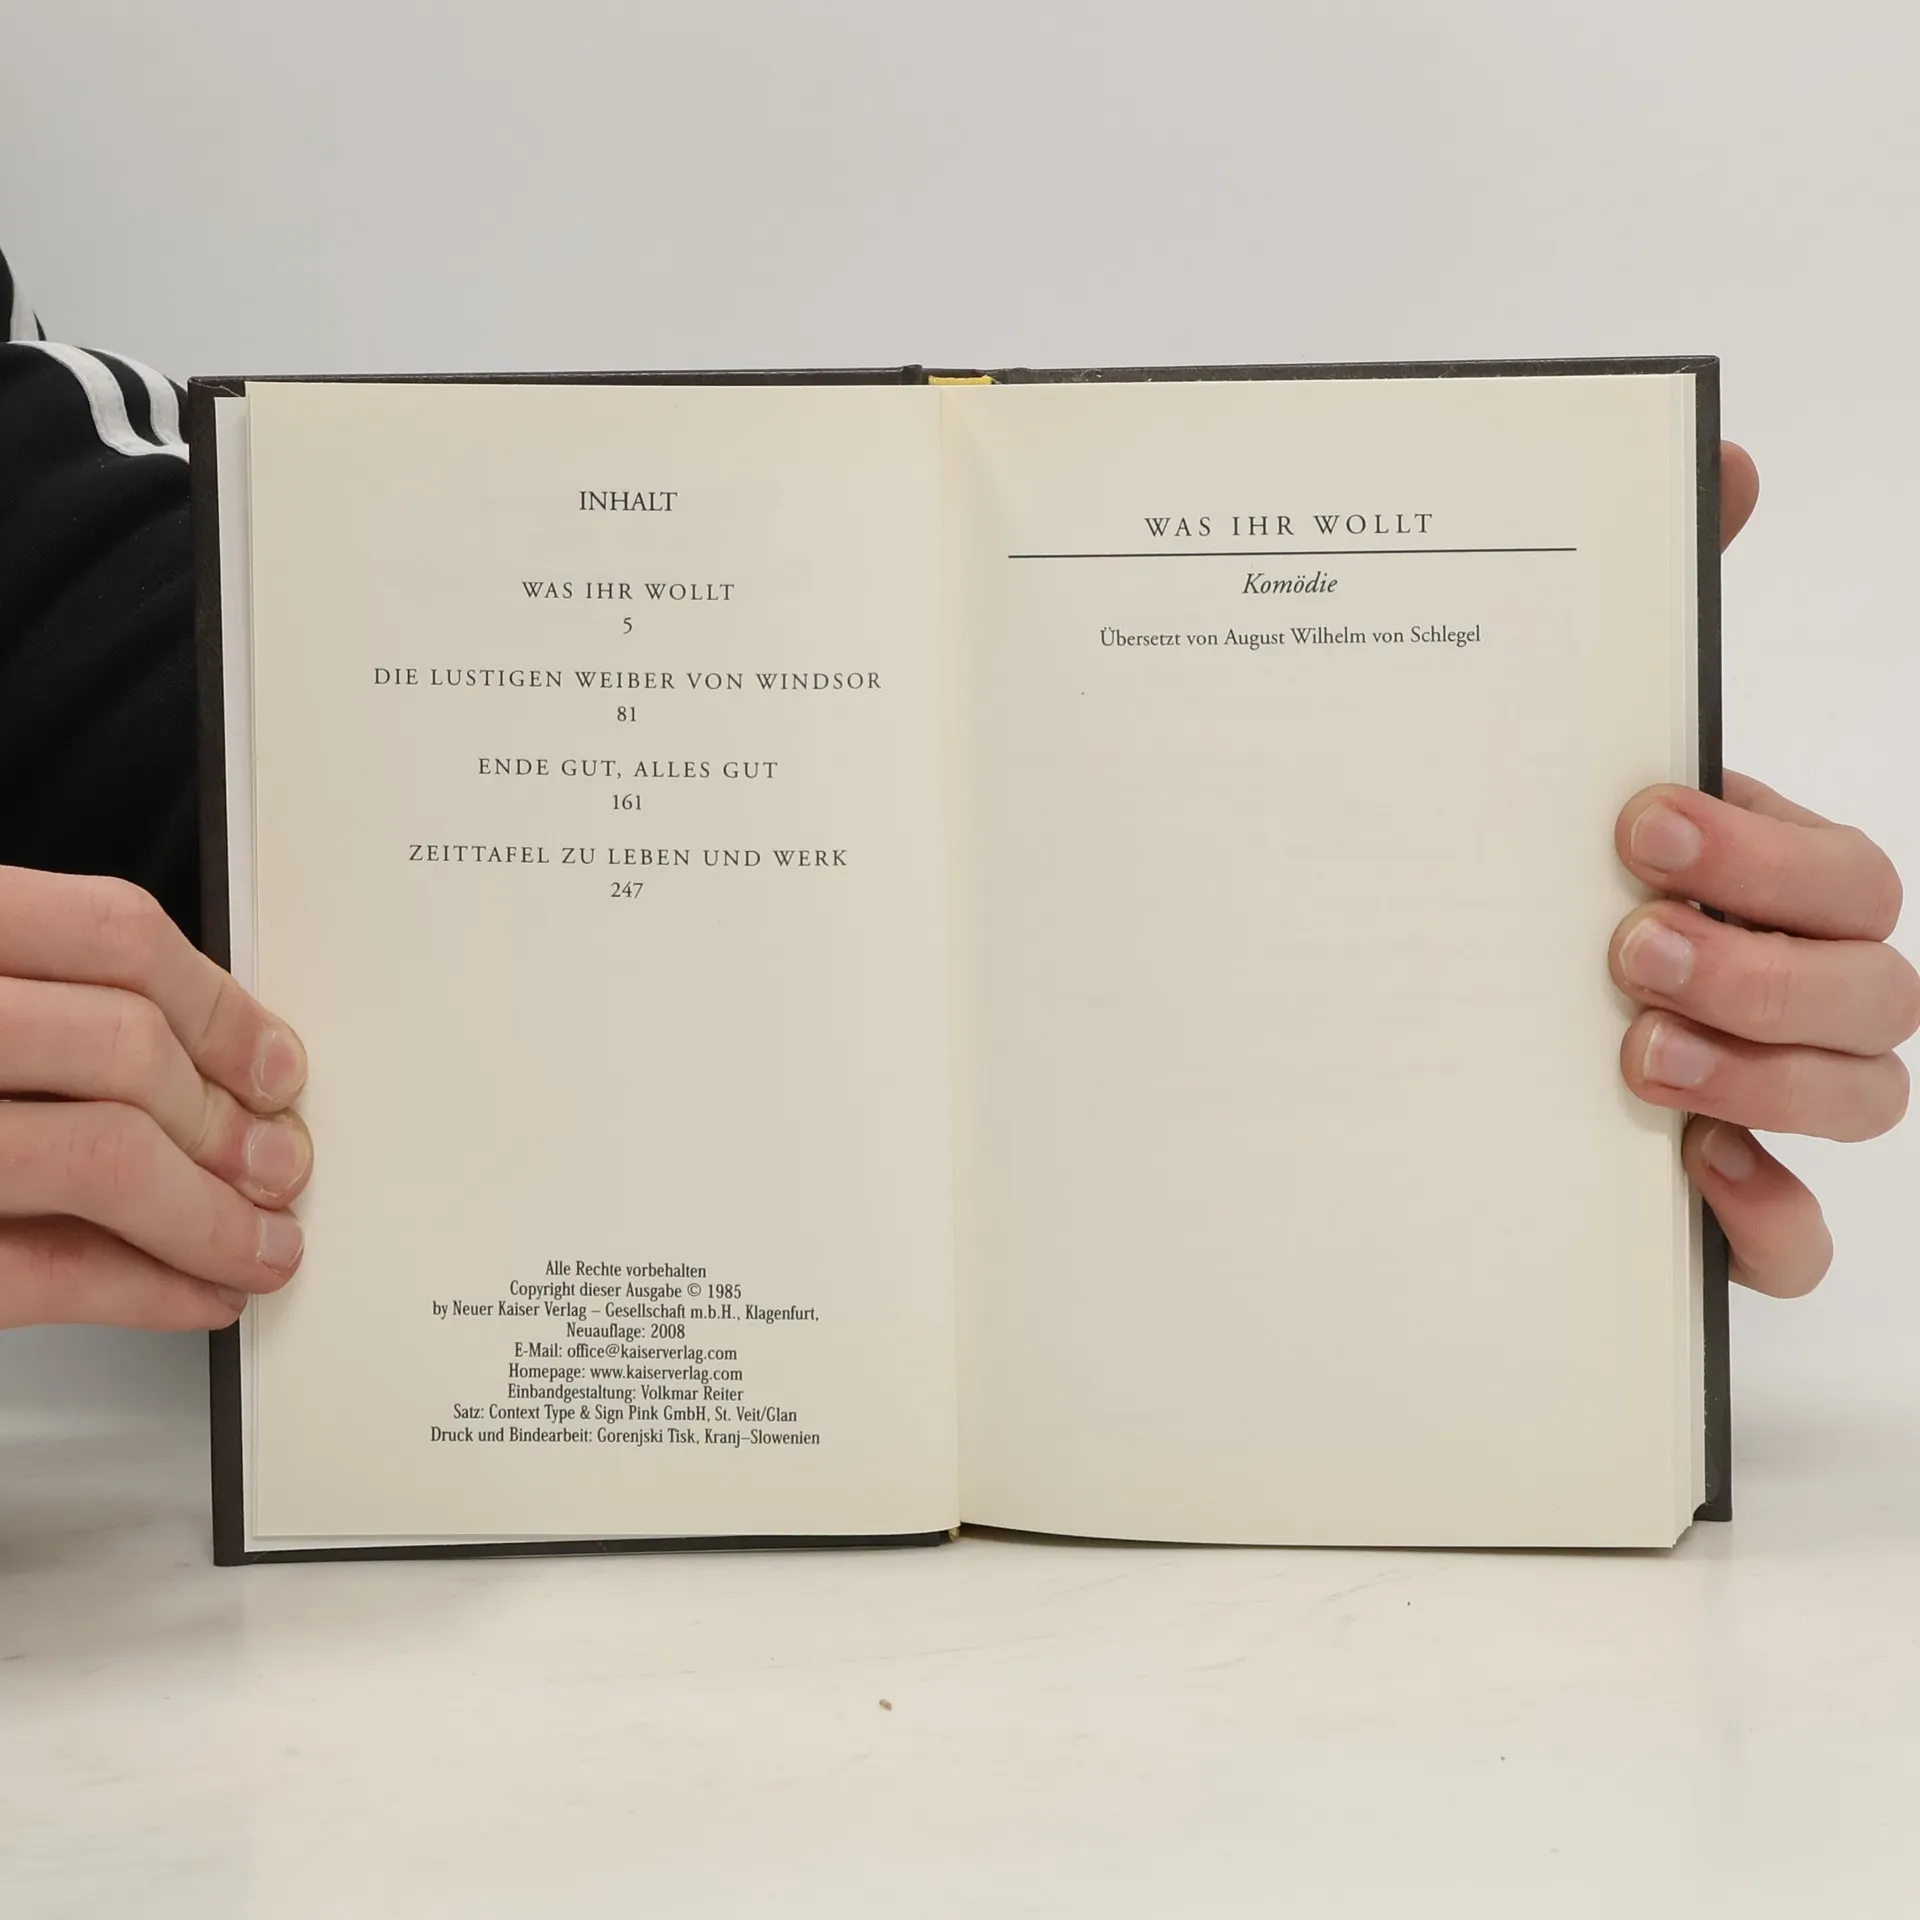 INHALT
WAS IHR WOLLT
5
DIE LUSTIGEN WEIBER VON WINDSOR
81
ENDE GUT, ALLES GUT
161
ZEITTAFEL ZU LEBEN UND WERK
247
Alle Rechte vorbehalten
Copyright dieser Ausgabe © 1985
by Neuer Kaiser Verlag – Gesellschaft m.b.H., Klagenfurt,
Neuauflage: 2008
E-Mail: office@kaiserverlag.com
Homepage: www.kaiserverlag.com
Einbandgestaltung: Volkmar Reiter
Satz: Context Type & Sign Pink GmbH, St. Veit/Glan
Druck und Bindearbeit: Gorenjski Tisk, Kranj–Slowenien
WAS IHR WOLLT
Komödie
Übersetzt von August Wilhelm von Schlegel